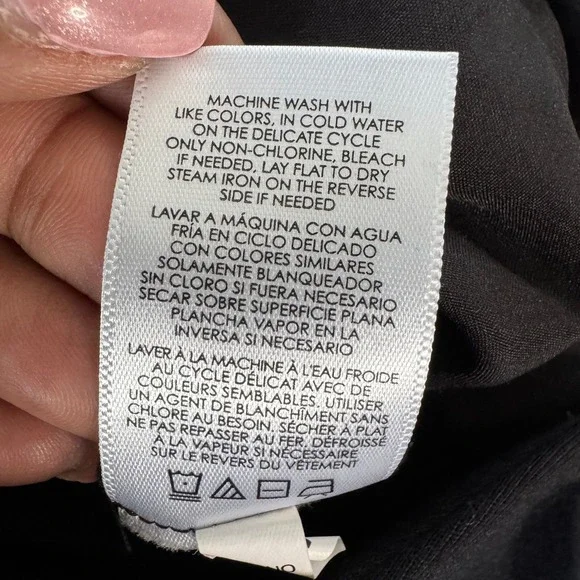 MACHINE WASH WITH
LIKE COLORS, IN COLD WATER
ON THE DELICATE CYCLE
ONLY NON-CHLORINE, BLEACH
IF NEEDED, LAY FLAT TO DRY
STEAM IRON ON THE REVERSE
SIDE IF NEEDED
LAVAR A MÁQUINA CON AGUA
FRÍA EN CICLO DELICADO
CON COLORES SIMILARES
SOLAMENTE BLANQUEADOR
SIN CLORO SI FUERA NECESARIO
SECAR SOBRE SUPERFICIE PLANA
PLANCHA VAPOR EN LA
INVERSA SI NECESARIO
LAVER À LA MACHINE À L'EAU FROIDE
AU CYCLE DÉLICAT AVEC DE
COULEURS SEMBLABLES. UTILISER
UN AGENT DE BLANCHÎMENT SANS
CHLORE AU BESOIN. SÉCHER À PLAT
NE PAS REPASSER AU FER. DÉFROISSÉ
À LA VAPEUR SI NÉCESSAIRE
SUR LE REVERS DU VÊTEMENT